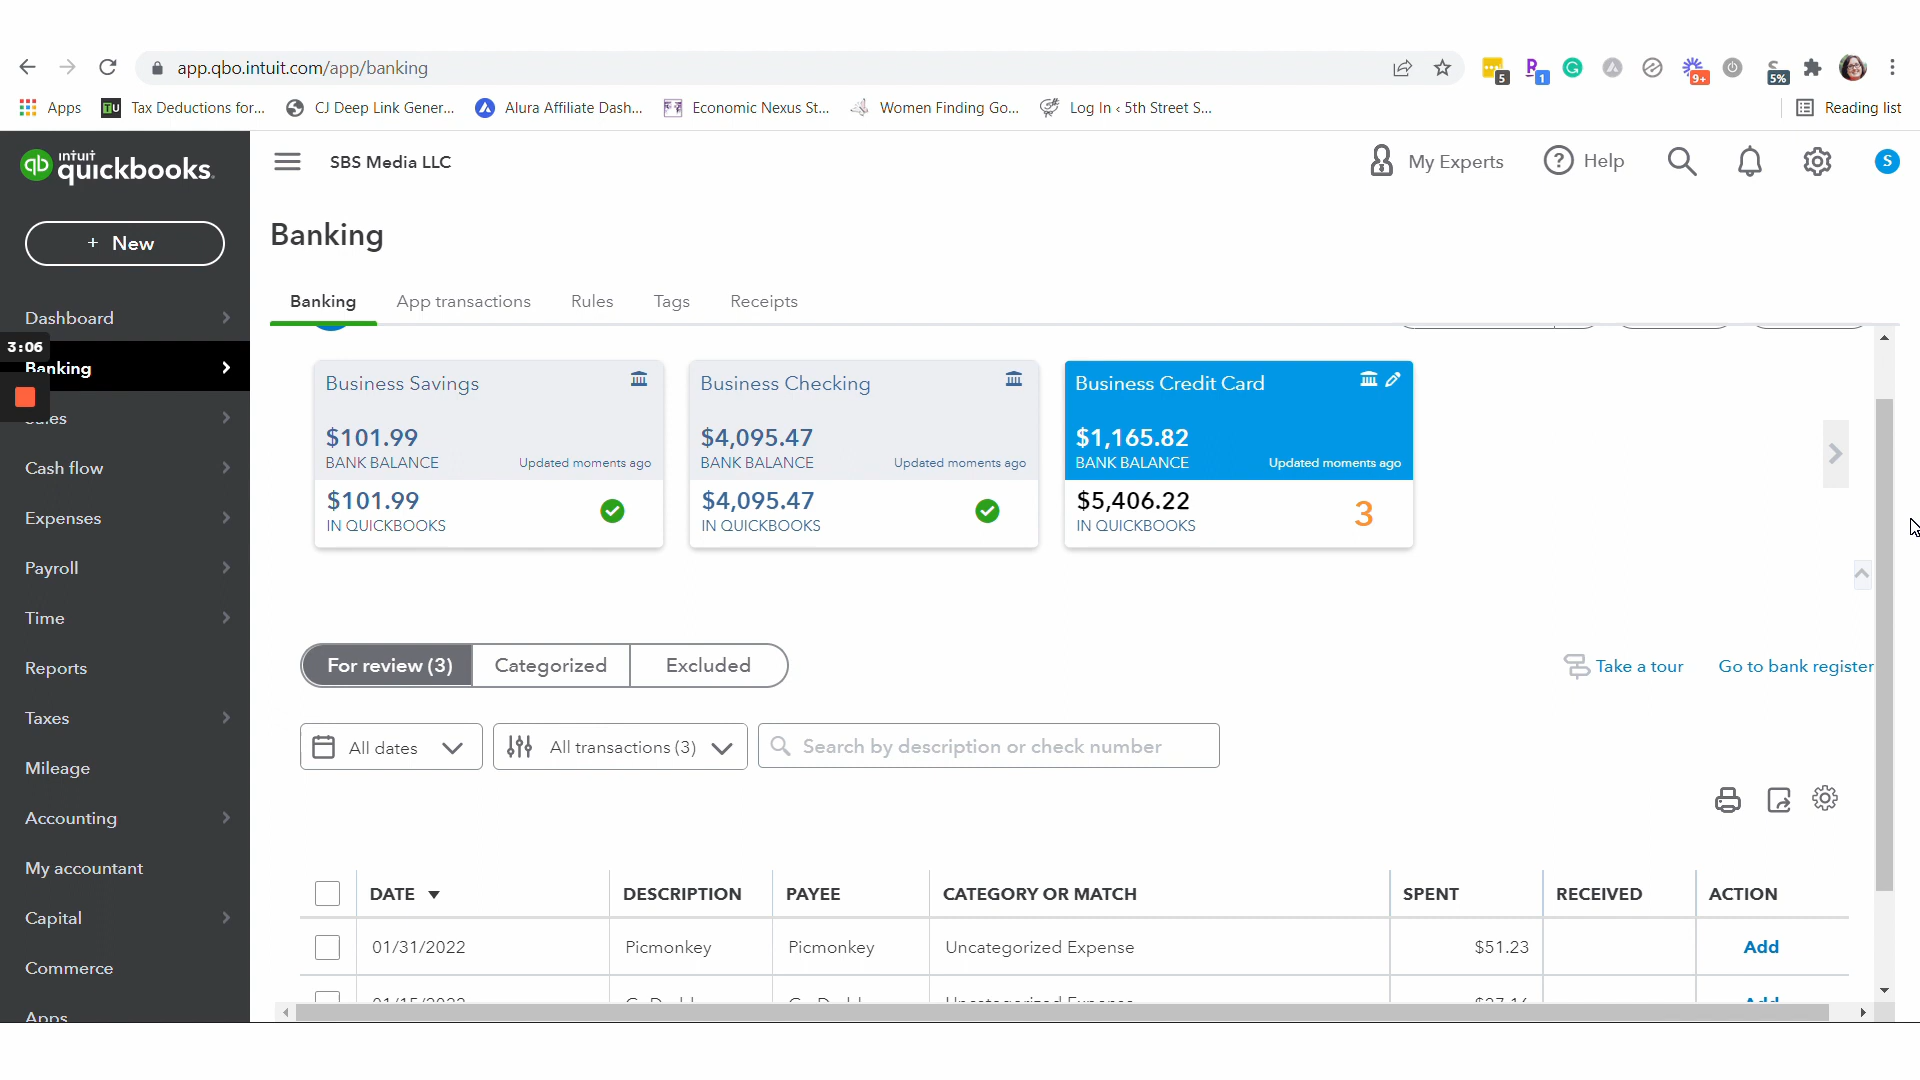 app.qbo.intuit.com/app/banking
5
1
9+
5%
Apps
TU
Tax Deductions for...
CJ Deep Link Gener...
Alura Affiliate Dash...
Economic Nexus St...
Women Finding Go...
Log In ‹ 5th Street S...
Reading list
qb
intuit
quickbooks.
SBS Media LLC
My Experts
? Help
S
+ New
Banking
Banking
App transactions
Rules
Tags
Receipts
Dashboard
3:06
Banking
Sales
Cash flow
Expenses
Payroll
Time
Reports
Taxes
Mileage
Accounting
My accountant
Capital
Commerce
Apps
Business Savings
$101.99
BANK BALANCE
Updated moments ago
$101.99
IN QUICKBOOKS
Business Checking
$4,095.47
BANK BALANCE
Updated moments ago
$4,095.47
IN QUICKBOOKS
Business Credit Card
$1,165.82
BANK BALANCE
Updated moments ago
$5,406.22
IN QUICKBOOKS
3
For review (3)
Categorized
Excluded
Take a tour
Go to bank register
All dates
All transactions (3)
Search by description or check number
DATE
DESCRIPTION
PAYEE
CATEGORY OR MATCH
SPENT
RECEIVED
ACTION
01/31/2022
Picmonkey
Picmonkey
Uncategorized Expense
$51.23
Add